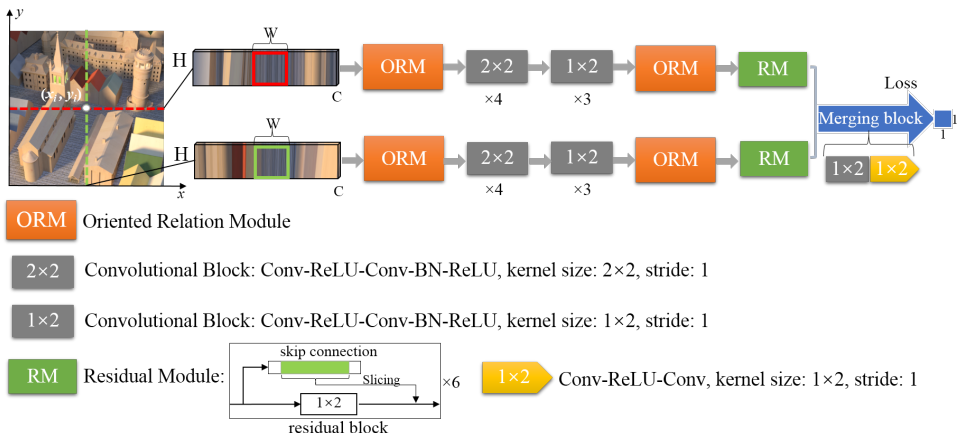 y
(xᵢ, yᵢ)
x
W
H
C
ORM
2×2
×4
1×2
×3
ORM
RM
W
H
C
ORM
2×2
×4
1×2
×3
ORM
RM
Loss
Merging block
1
1
1×2
1×2
ORM
Oriented Relation Module
2×2
Convolutional Block: Conv-ReLU-Conv-BN-ReLU, kernel size: 2×2, stride: 1
1×2
Convolutional Block: Conv-ReLU-Conv-BN-ReLU, kernel size: 1×2, stride: 1
RM
Residual Module:
skip connection
Slicing
1×2
×6
residual block
1×2
Conv-ReLU-Conv, kernel size: 1×2, stride: 1